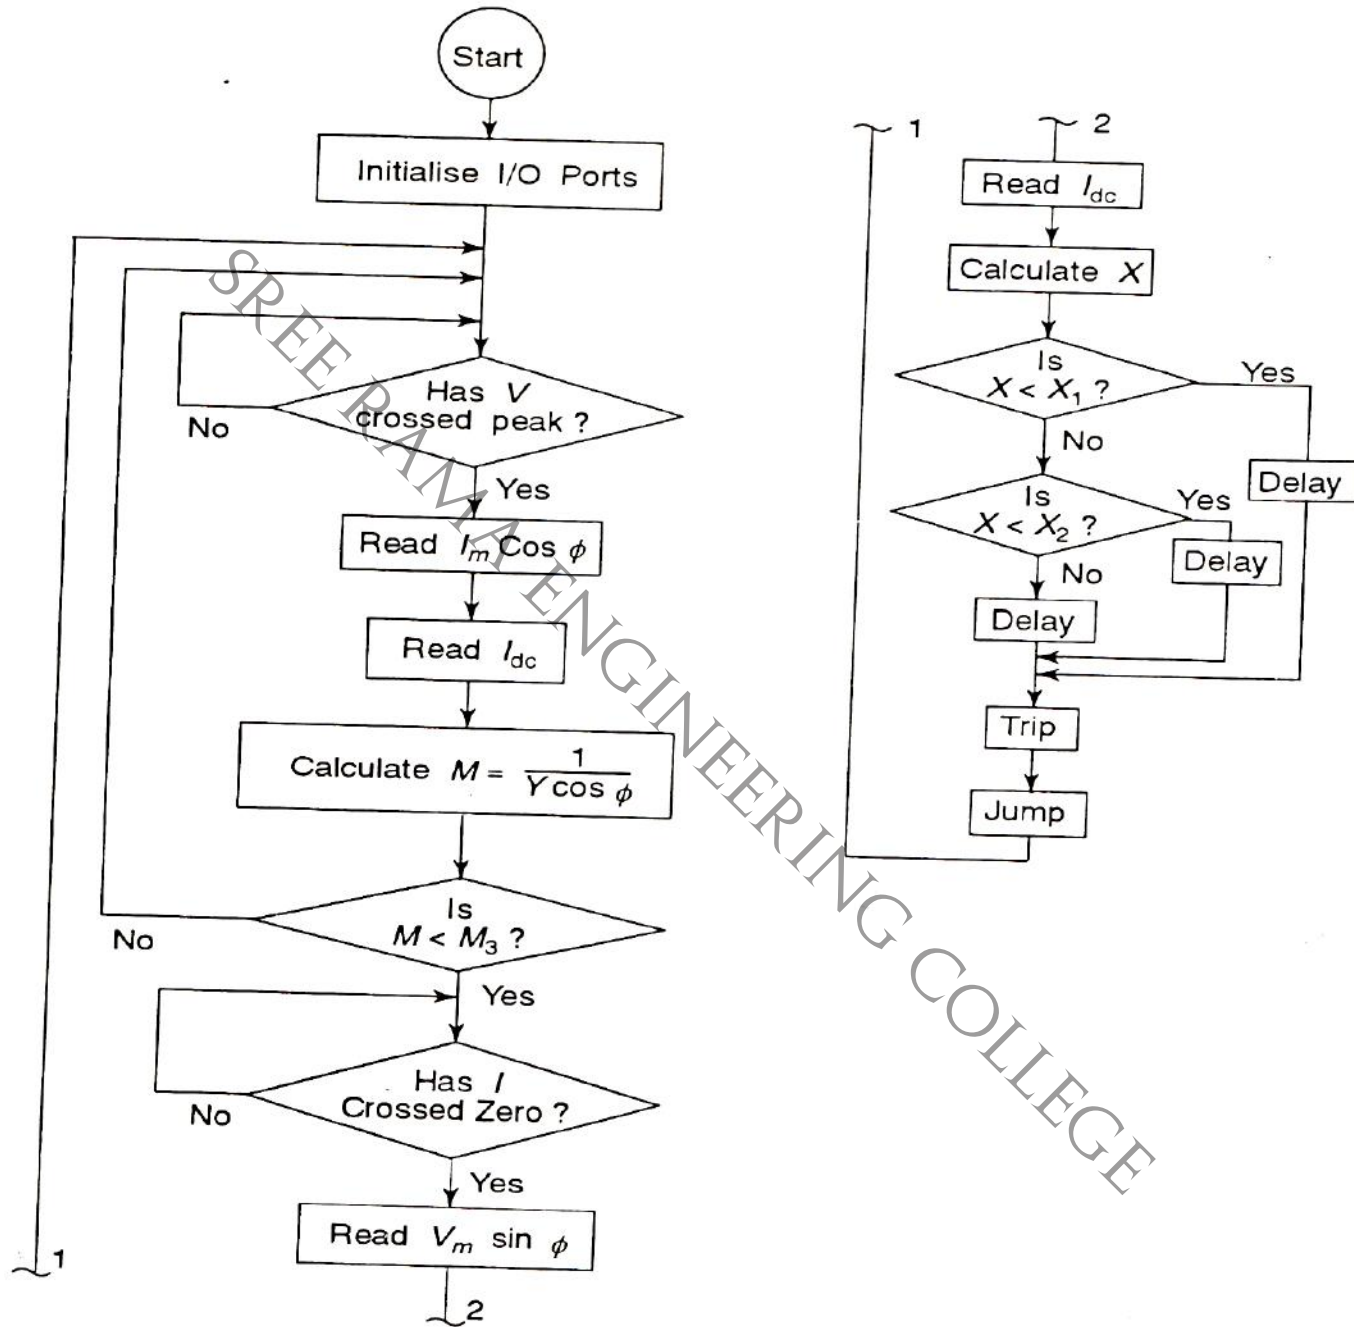 Start
Initialise I/O Ports
Has V
crossed peak ?
No
Yes
Read I_m Cos ϕ
Read I_dc
Calculate M = 1 / Y cos ϕ
Is
M < M_3 ?
No
Yes
Has I
Crossed Zero ?
No
Yes
Read V_m sin ϕ
1
2
1
2
Read I_dc
Calculate X
Is
X < X_1 ?
Yes
No
Delay
Is
X < X_2 ?
Yes
No
Delay
Delay
Trip
Jump
SREE RAMA ENGINEERING COLLEGE